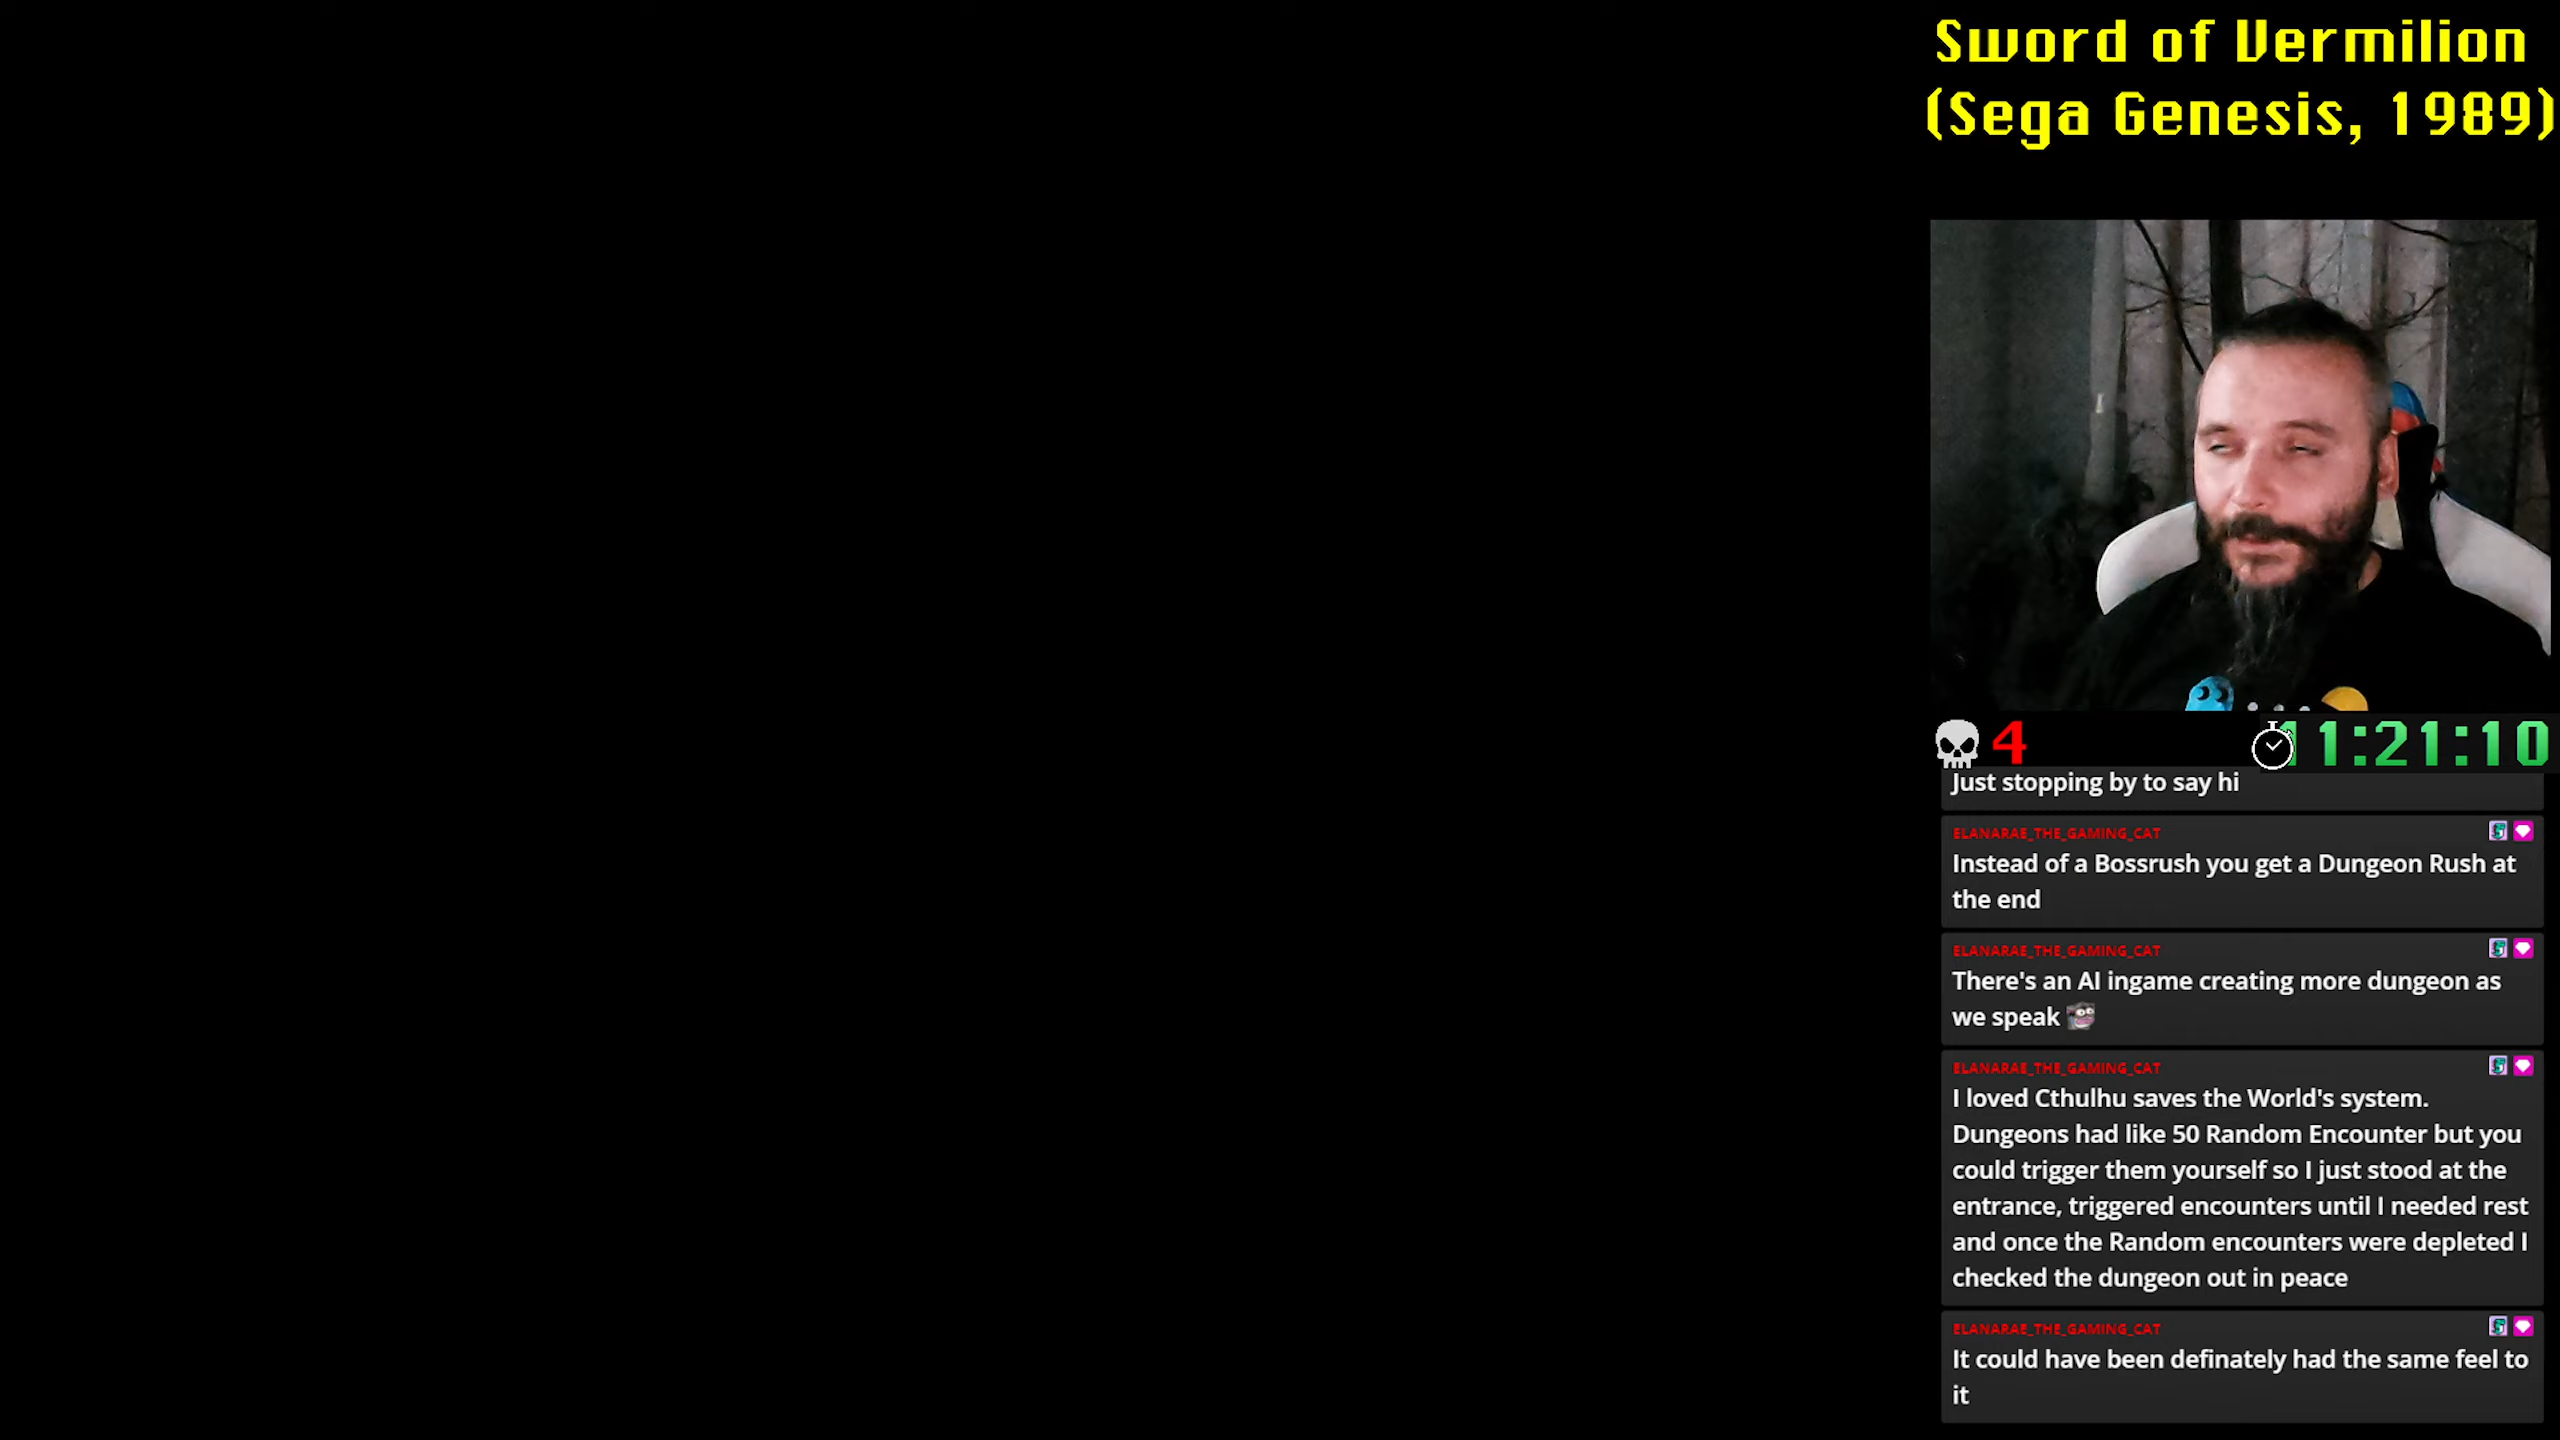 Sword of Vermilion
(Sega Genesis, 1989)
4
11:21:10
Just stopping by to say hi
ELANARAE_THE_GAMING_CAT
Instead of a Bossrush you get a Dungeon Rush at
the end
ELANARAE_THE_GAMING_CAT
There's an AI ingame creating more dungeon as
we speak
ELANARAE_THE_GAMING_CAT
I loved Cthulhu saves the World's system.
Dungeons had like 50 Random Encounter but you
could trigger them yourself so I just stood at the
entrance, triggered encounters until I needed rest
and once the Random encounters were depleted I
checked the dungeon out in peace
ELANARAE_THE_GAMING_CAT
It could have been definately had the same feel to
it